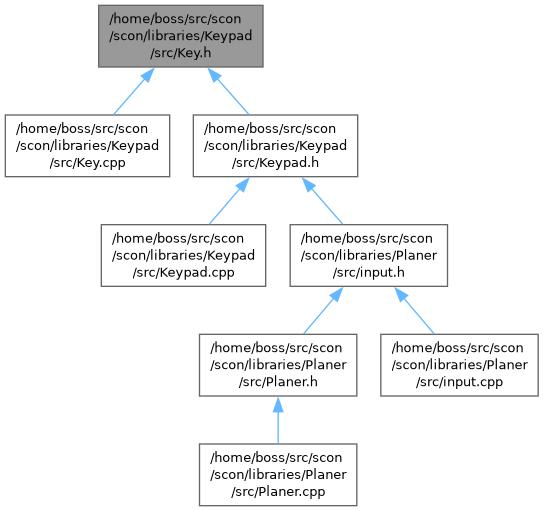 /home/boss/src/scon
/scon/libraries/Keypad
/src/Key.h
/home/boss/src/scon
/scon/libraries/Keypad
/src/Key.cpp
/home/boss/src/scon
/scon/libraries/Keypad
/src/Keypad.h
/home/boss/src/scon
/scon/libraries/Keypad
/src/Keypad.cpp
/home/boss/src/scon
/scon/libraries/Planer
/src/input.h
/home/boss/src/scon
/scon/libraries/Planer
/src/Planer.h
/home/boss/src/scon
/scon/libraries/Planer
/src/input.cpp
/home/boss/src/scon
/scon/libraries/Planer
/src/Planer.cpp